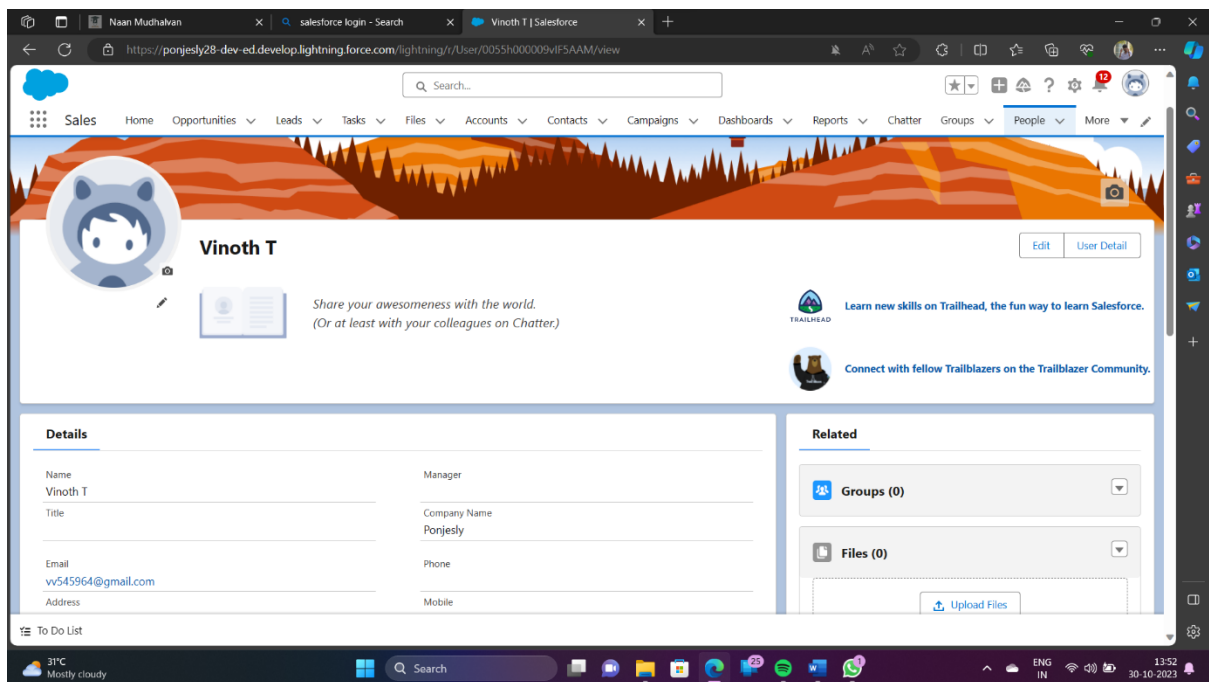 Naan Mudhalvan
salesforce login - Search
Vinoth T | Salesforce
https://ponjesly28-dev-ed.develop.lightning.force.com/lightning/r/User/0055h000009vIF5AAM/view
Search...
12
Sales Home Opportunities Leads Tasks Files Accounts Contacts Campaigns Dashboards Reports Chatter Groups People More
Vinoth T
Edit User Detail
Share your awesomeness with the world.
(Or at least with your colleagues on Chatter.)
TRAILHEAD
Learn new skills on Trailhead, the fun way to learn Salesforce.
Connect with fellow Trailblazers on the Trailblazer Community.
Details
Name
Vinoth T
Manager
Title
Company Name
Ponjesly
Email
vv545964@gmail.com
Phone
Address
Mobile
Related
Groups (0)
Files (0)
Upload Files
To Do List
31°C
Mostly cloudy
Search
25
1
ENG
IN
13:52
30-10-2023